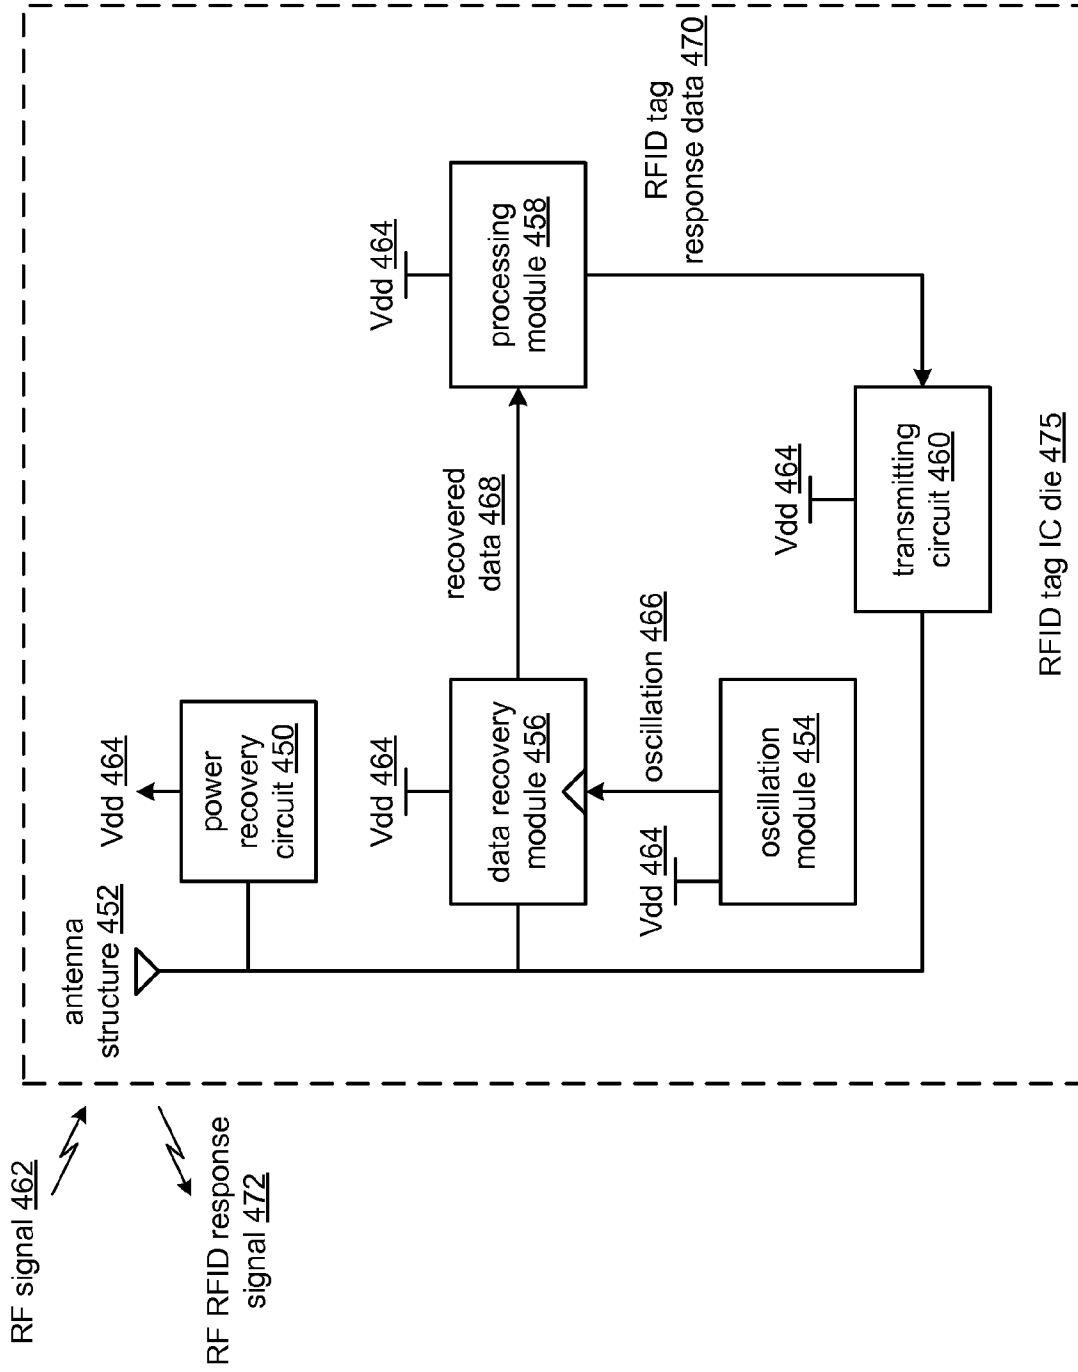 RF signal 462
RF RFID response
signal 472
antenna
structure 452
Vdd 464
power
recovery
circuit 450
Vdd 464
data recovery
module 456
recovered
data 468
Vdd 464
processing
module 458
RFID tag
response data 470
Vdd 464
oscillation 466
oscillation
module 454
Vdd 464
transmitting
circuit 460
RFID tag IC die 475